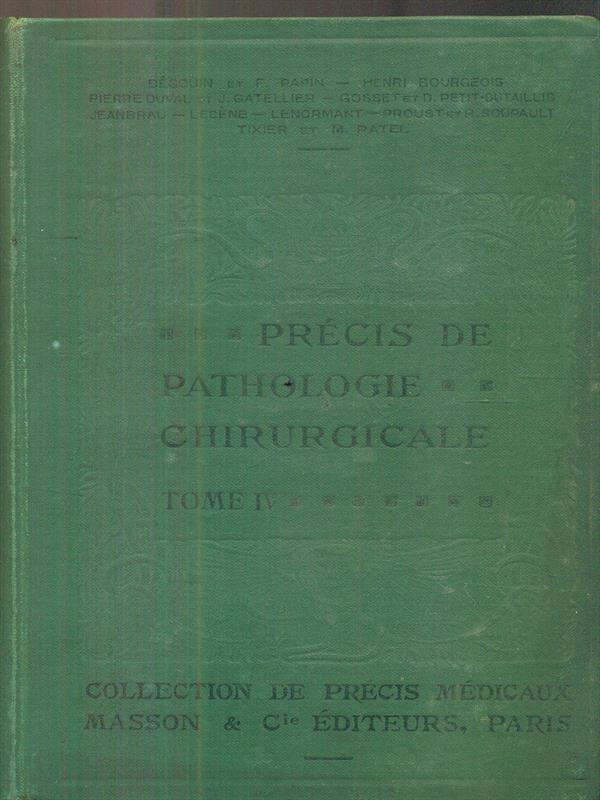 BÉGOUIN ET F. PAPIN — HENRI BOURGEOIS
PIERRE DUVAL ET J. GATELLIER — GOSSET ET D. PETIT-DUTAILLIS
JEANBRAU — LECÈNE — LENORMANT — PROUST ET R. SOUPAULT
TIXIER ET M. PATEL
PRÉCIS DE
PATHOLOGIE
CHIRURGICALE
TOME IV
COLLECTION DE PRÉCIS MÉDICAUX
MASSON & Cie ÉDITEURS, PARIS